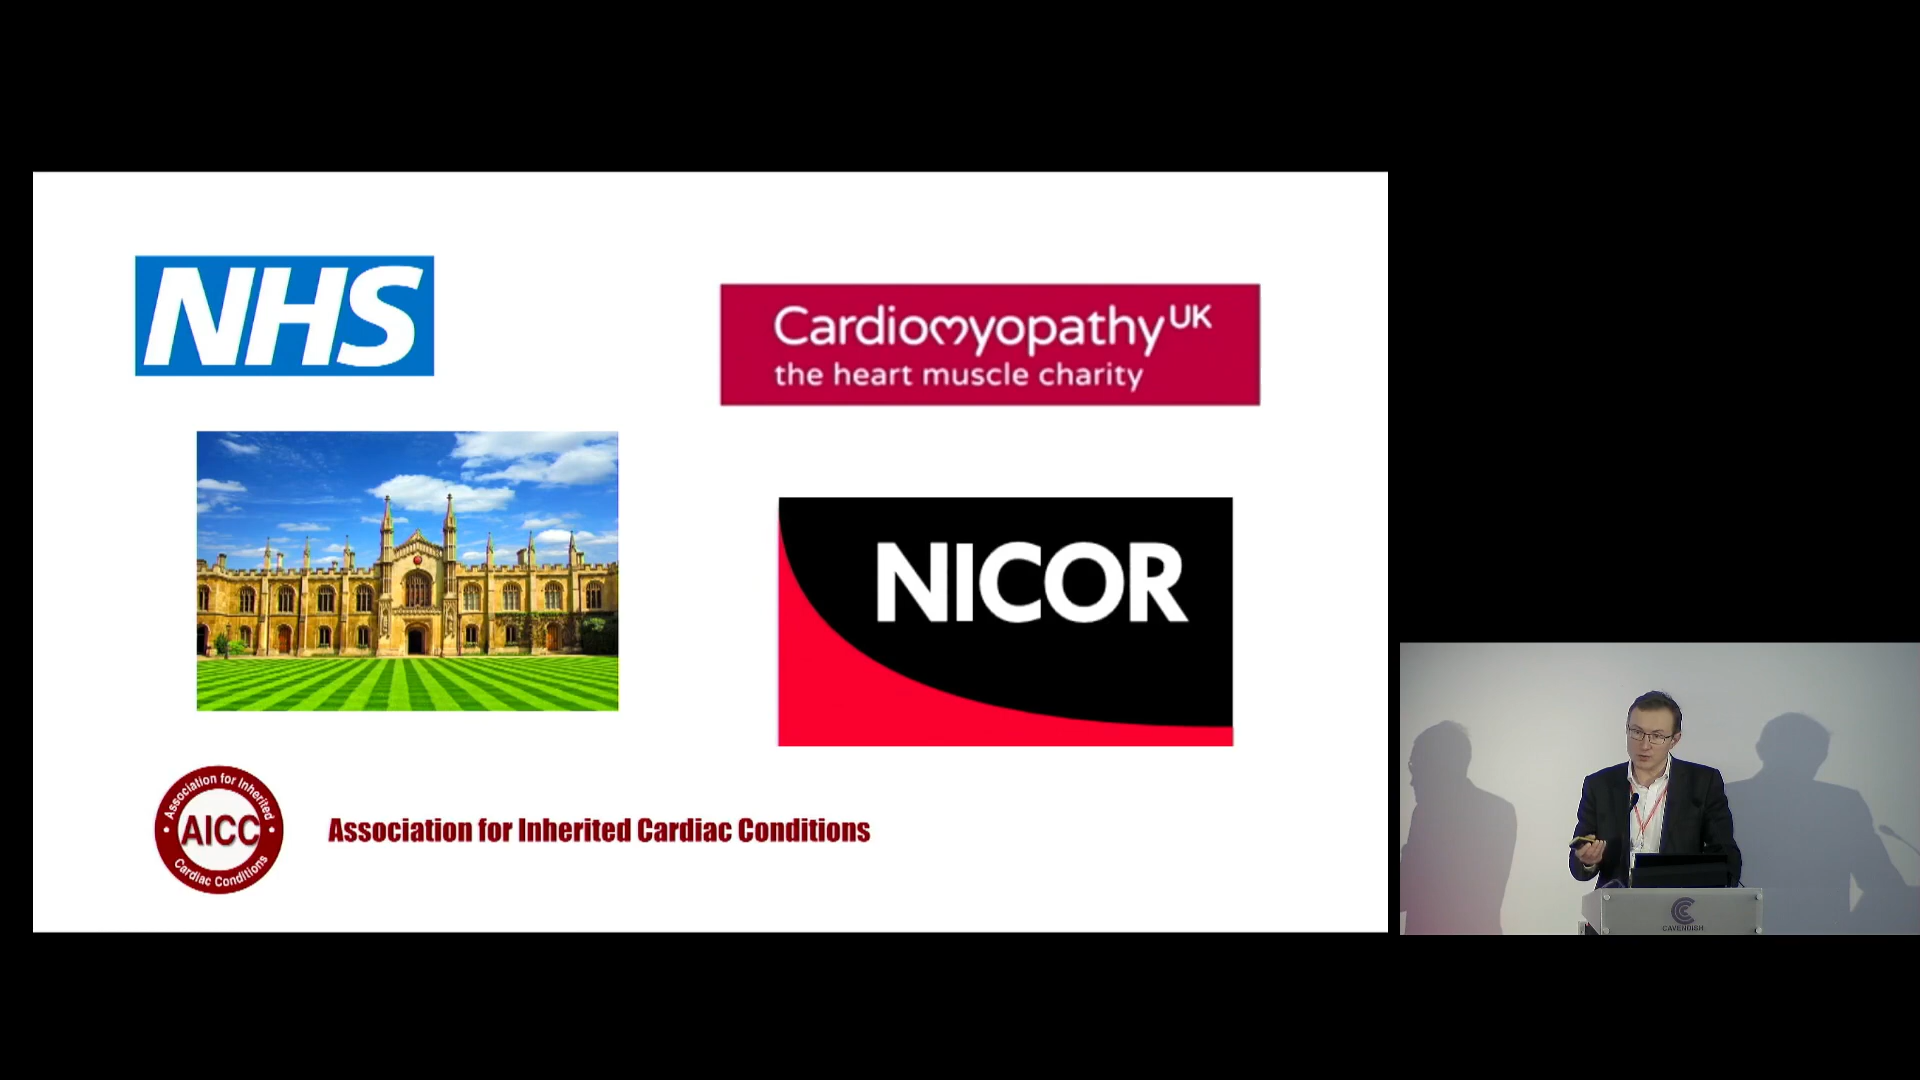 NHS
Cardiomyopathy UK
the heart muscle charity
NICOR
Association for Inherited
AICC
Cardiac Conditions
Association for Inherited Cardiac Conditions
CAVENDISH